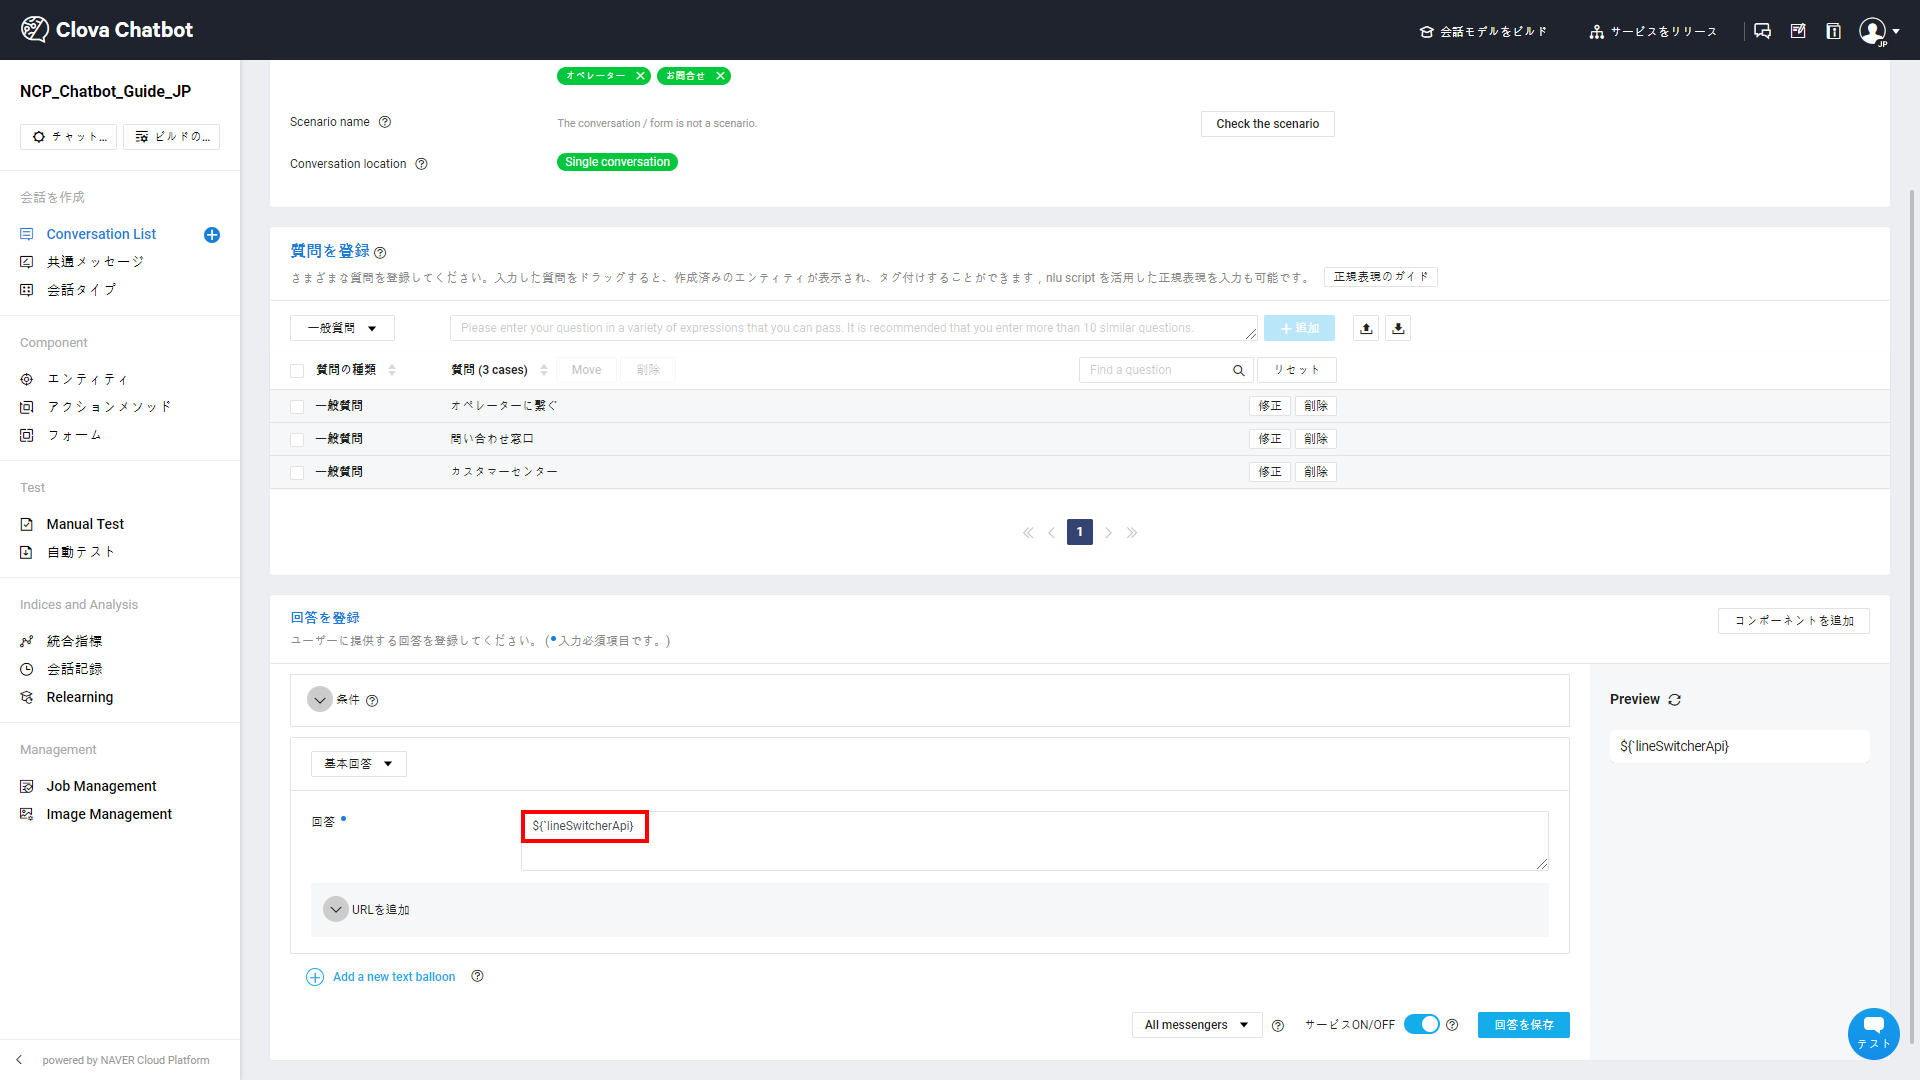 Clova Chatbot
会話モデルをビルド
サービスをリリース
JP
NCP_Chatbot_Guide_JP
チャット...
ビルドの...
会話を作成
Conversation List
共通メッセージ
会話タイプ
Component
エンティティ
アクションメソッド
フォーム
Test
Manual Test
自動テスト
Indices and Analysis
統合指標
会話記録
Relearning
Management
Job Management
Image Management
powered by NAVER Cloud Platform
オペレーター
お問合せ
Scenario name
The conversation / form is not a scenario.
Check the scenario
Conversation location
Single conversation
質問を登録
さまざまな質問を登録してください。入力した質問をドラッグすると、作成済みのエンティティが表示され、タグ付けすることができます , nlu script を活用した正規表現を入力も可能です。
正規表現のガイド
一般質問
Please enter your question in a variety of expressions that you can pass. It is recommended that you enter more than 10 similar questions.
追加
質問の種類
質問 (3 cases)
Move
削除
Find a question
リセット
一般質問 オペレーターに繋ぐ 修正 削除
一般質問 問い合わせ窓口 修正 削除
一般質問 カスタマーセンター 修正 削除
1
回答を登録
ユーザーに提供する回答を登録してください。 (●入力必須項目です。)
コンポーネントを追加
条件
基本回答
回答
${`lineSwitcherApi}
URLを追加
Add a new text balloon
All messengers
サービスON/OFF
回答を保存
Preview
${`lineSwitcherApi}
テスト